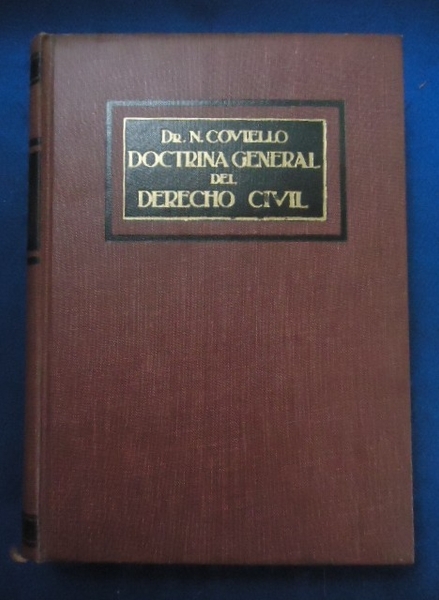 DR. N. COVIELLO
DOCTRINA GENERAL
DEL
DERECHO CIVIL